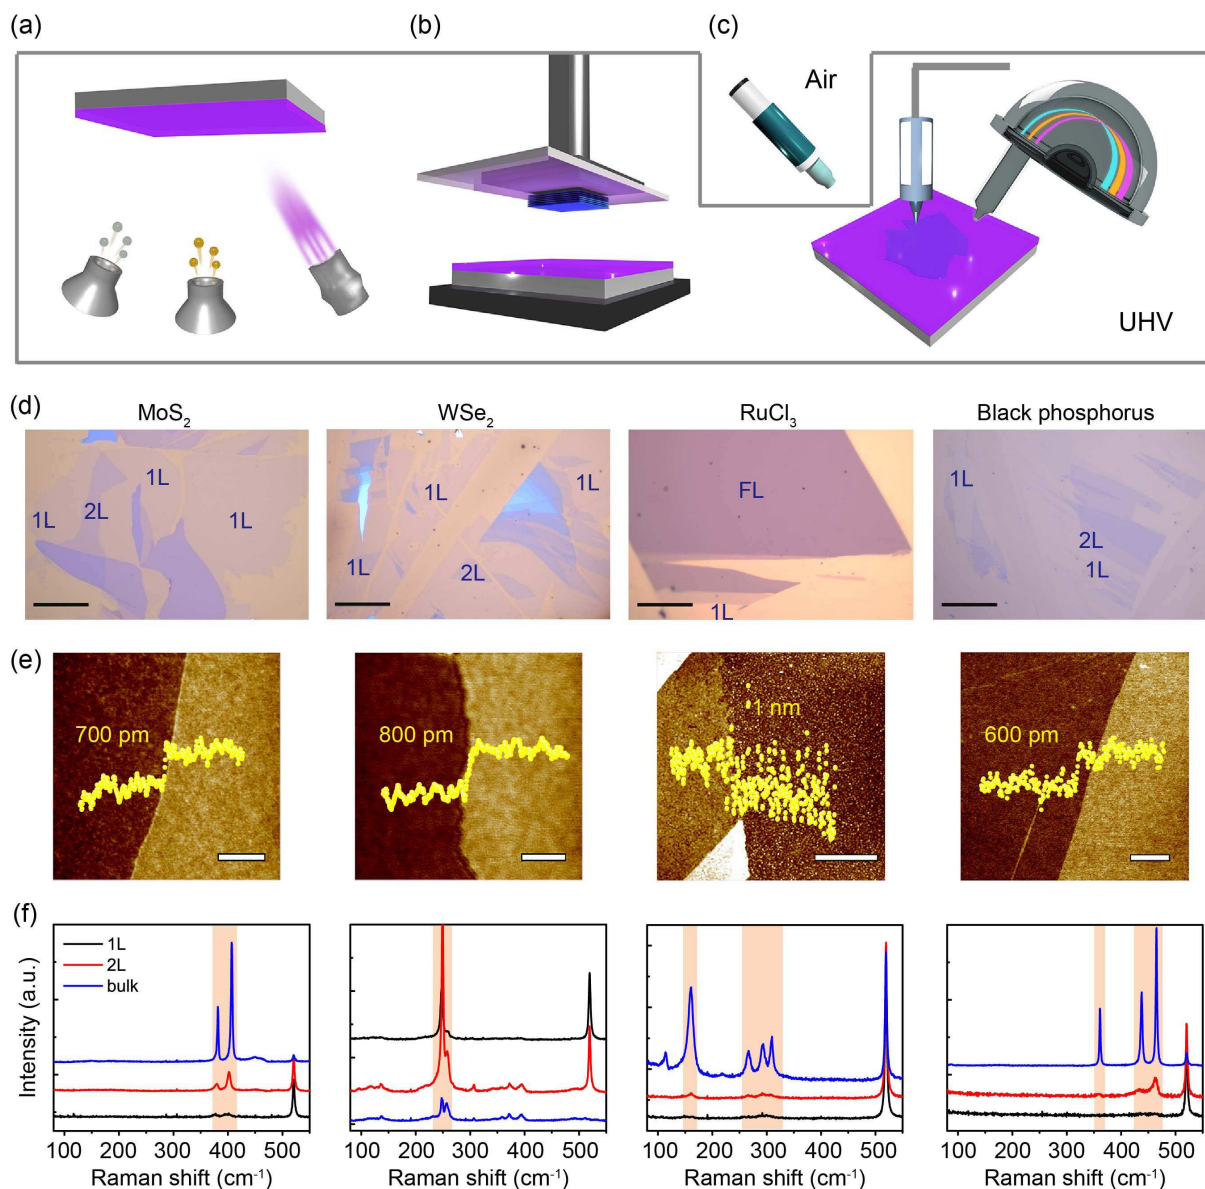 (a)
(b)
(c)
Air
UHV
(d)
MoS2
WSe2
RuCl3
Black phosphorus
1L
2L
1L
1L
1L
1L
1L
2L
FL
1L
1L
2L
1L
(e)
700 pm
800 pm
1 nm
600 pm
(f)
Intensity (a.u.)
1L
2L
bulk
100 200 300 400 500
100 200 300 400 500
100 200 300 400 500
100 200 300 400 500
Raman shift (cm-1)
Raman shift (cm-1)
Raman shift (cm-1)
Raman shift (cm-1)